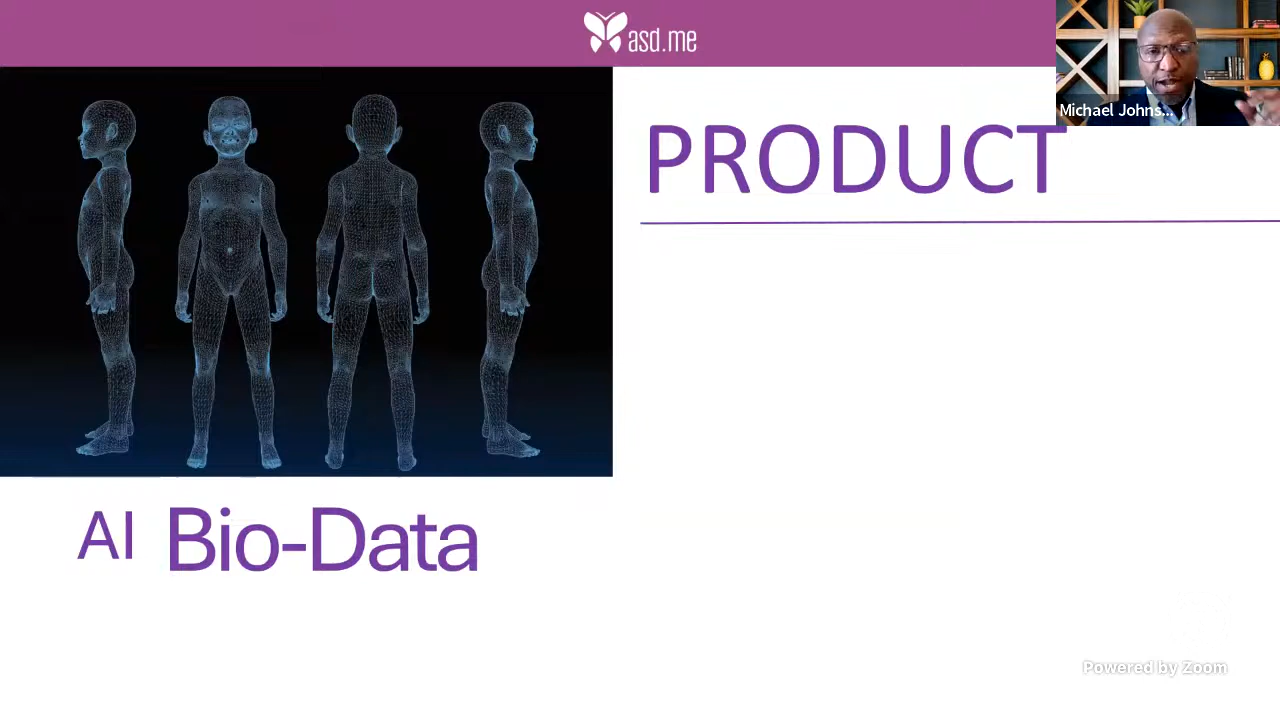 asd.me
Michael Johns...
PRODUCT
AI Bio-Data
Powered by Zoom